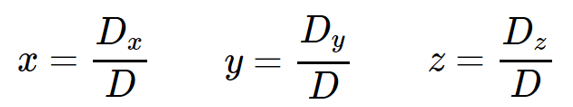 x = D_x / D    y = D_y / D    z = D_z / D